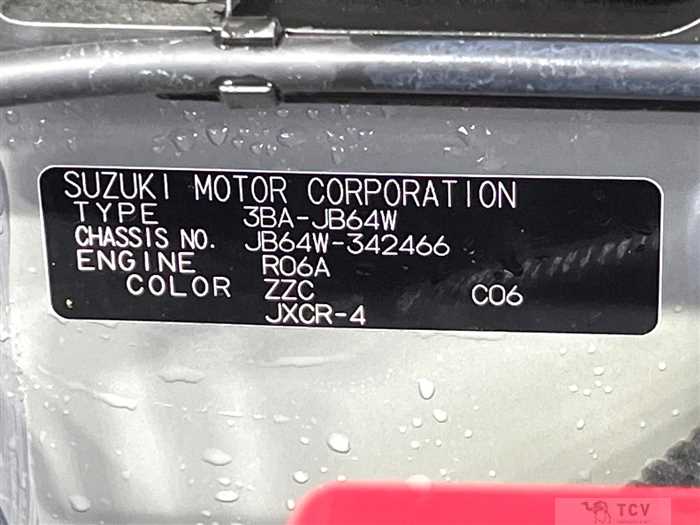 SUZUKI MOTOR CORPORATION
TYPE 3BA-JB64W
CHASSIS NO. JB64W-342466
ENGINE R06A
COLOR ZZC C06
JXCR-4
TCV